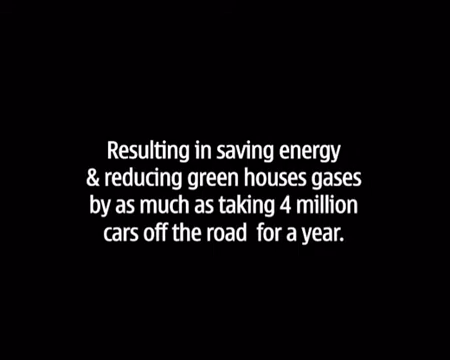 Resulting in saving energy
& reducing green houses gases
by as much as taking 4 million
cars off the road  for a year.